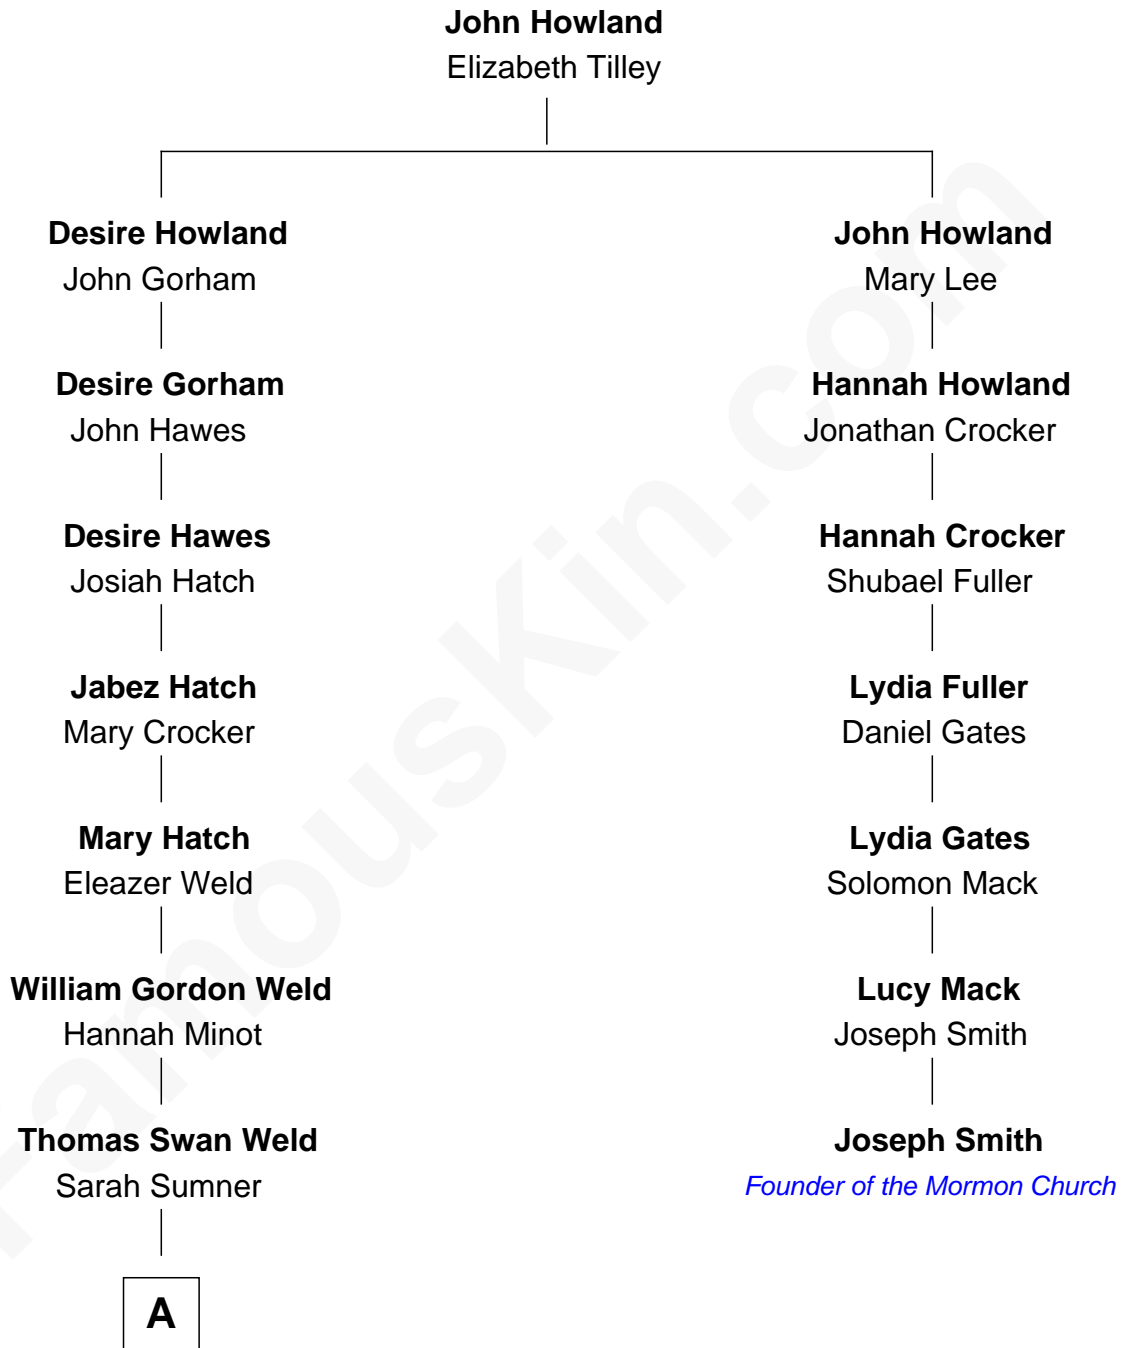 John Howland
Elizabeth Tilley
Desire Howland
John Gorham
John Howland
Mary Lee
Desire Gorham
John Hawes
Hannah Howland
Jonathan Crocker
Desire Hawes
Josiah Hatch
Hannah Crocker
Shubael Fuller
Jabez Hatch
Mary Crocker
Lydia Fuller
Daniel Gates
Mary Hatch
Eleazer Weld
Lydia Gates
Solomon Mack
William Gordon Weld
Hannah Minot
Lucy Mack
Joseph Smith
Thomas Swan Weld
Sarah Sumner
Joseph Smith
Founder of the Mormon Church
A
FamousKin.com